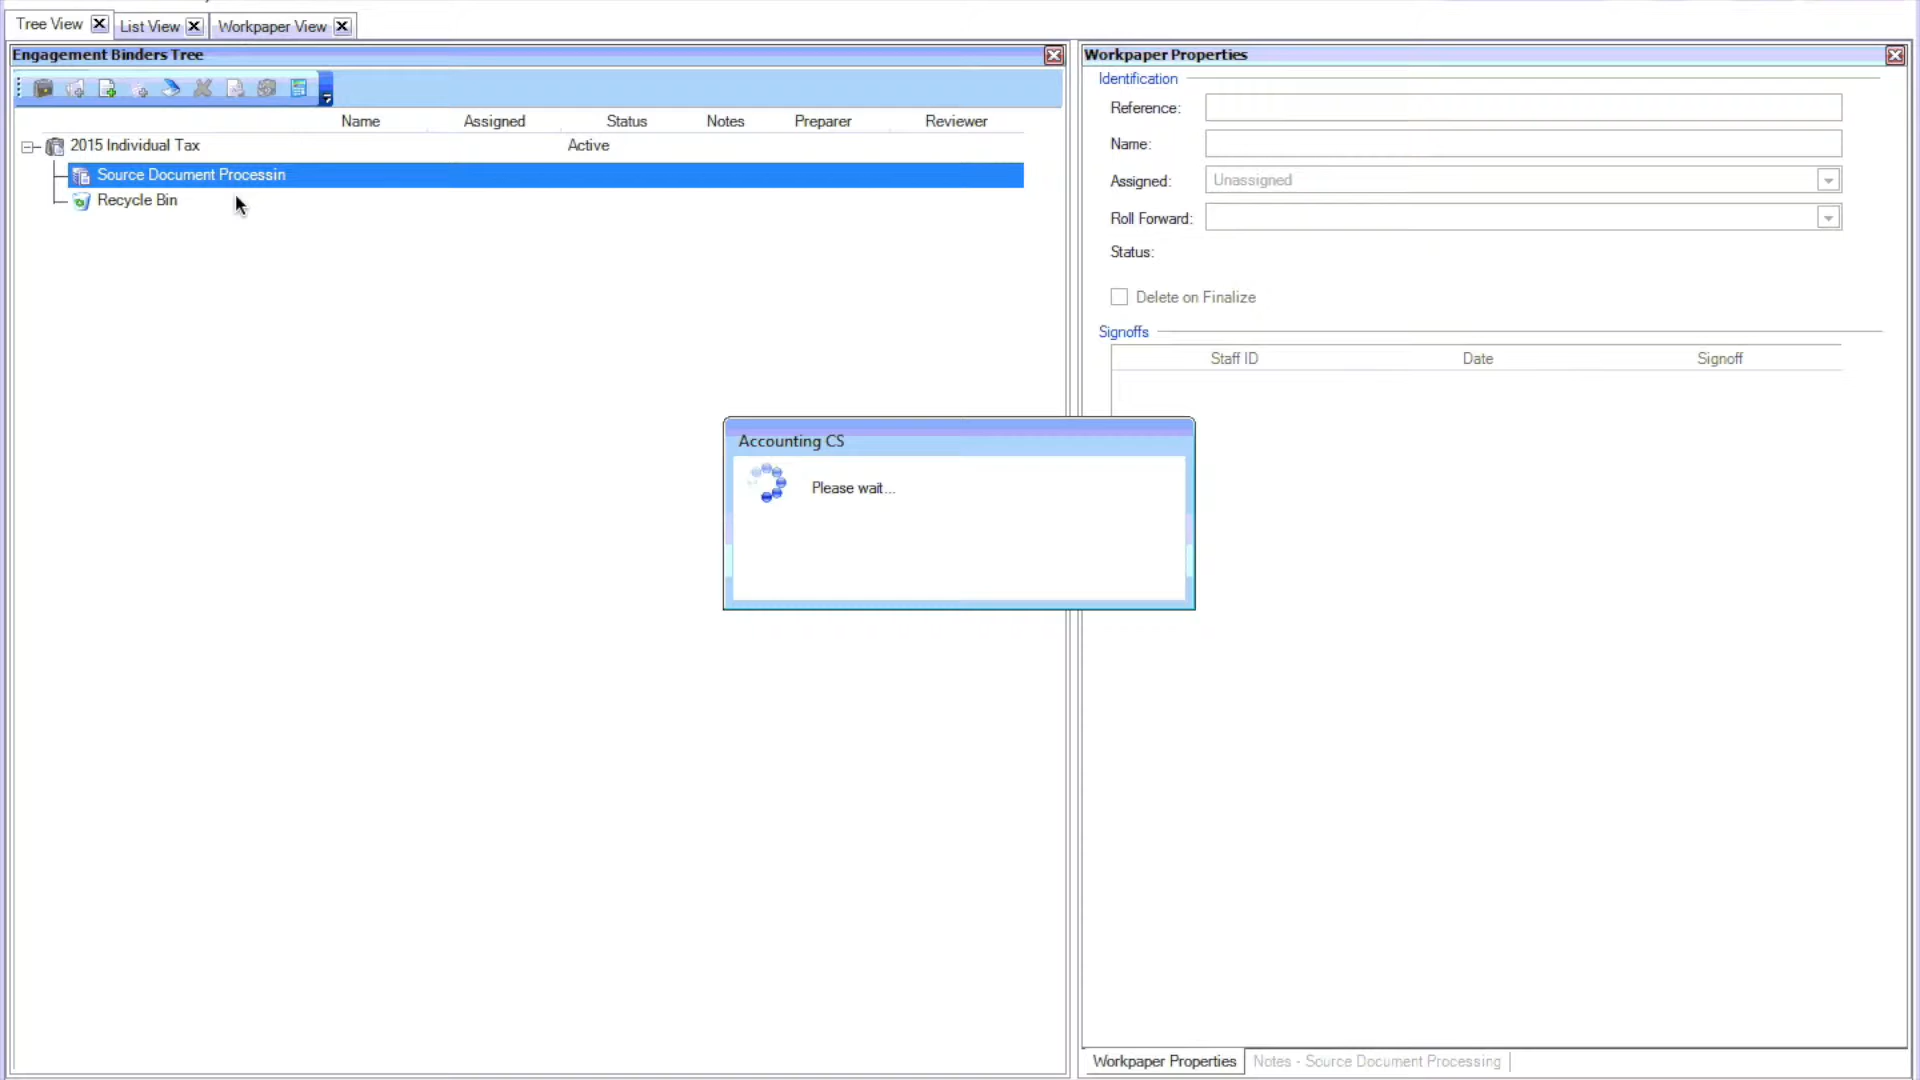 Tree View
List View
Workpaper View
Engagement Binders Tree
Name Assigned Status Notes Preparer Reviewer
2015 Individual Tax Active
Source Document Processin
Recycle Bin
Workpaper Properties
Identification
Reference:
Name:
Assigned: Unassigned
Roll Forward:
Status:
Delete on Finalize
Signoffs
Staff ID Date Signoff
Accounting CS
Please wait...
Workpaper Properties
Notes - Source Document Processing